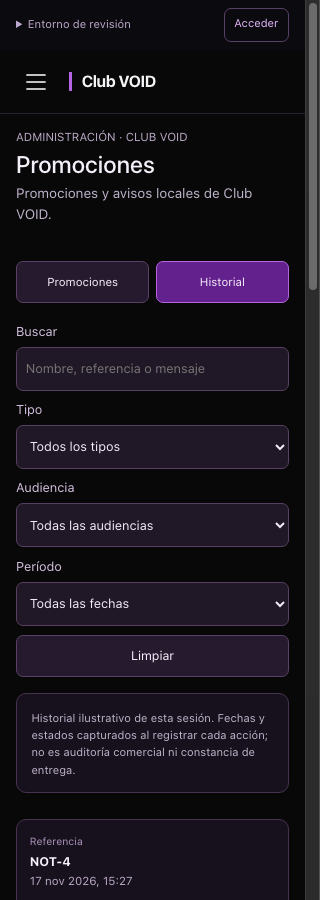 Entorno de revisión
Acceder
Club VOID
ADMINISTRACIÓN · CLUB VOID
Promociones
Promociones y avisos locales de Club
VOID.
Promociones
Historial
Buscar
Nombre, referencia o mensaje
Tipo
Todos los tipos
Audiencia
Todas las audiencias
Período
Todas las fechas
Limpiar
Historial ilustrativo de esta sesión. Fechas y
estados capturados al registrar cada acción;
no es auditoría comercial ni constancia de
entrega.
Referencia
NOT-4
17 nov 2026, 15:27